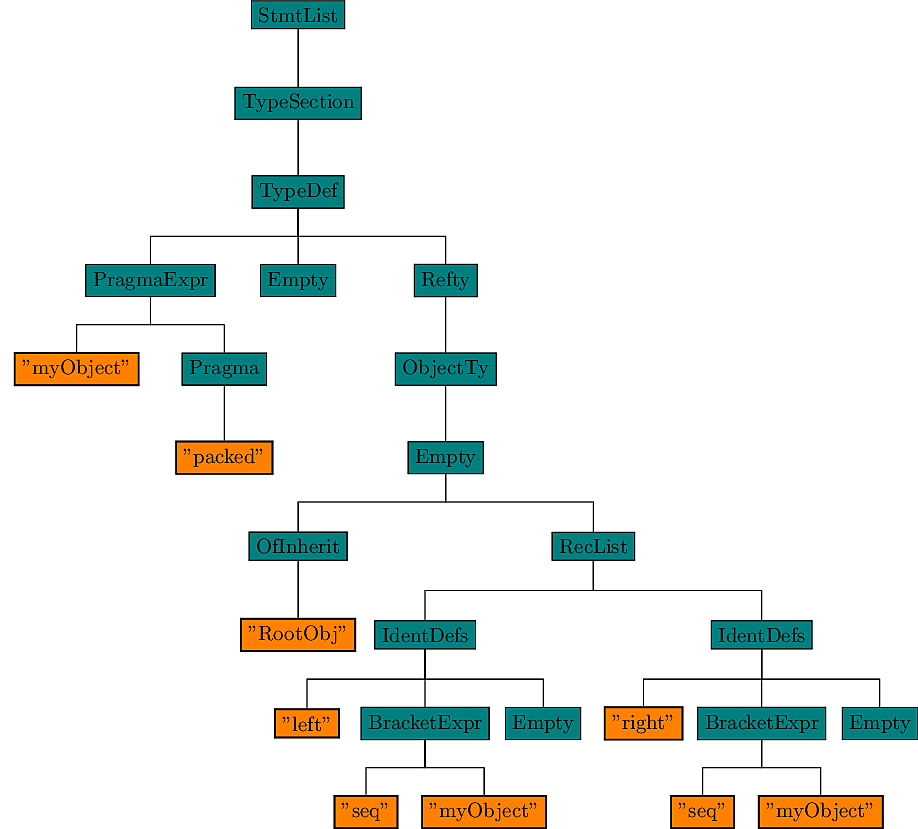 StmtList
TypeSection
TypeDef
PragmaExpr Empty Refty
"myObject" Pragma ObjectTy
"packed" Empty
OfInherit RecList
"RootObj" IdentDefs IdentDefs
"left" BracketExpr Empty "right" BracketExpr Empty
"seq" "myObject" "seq" "myObject"